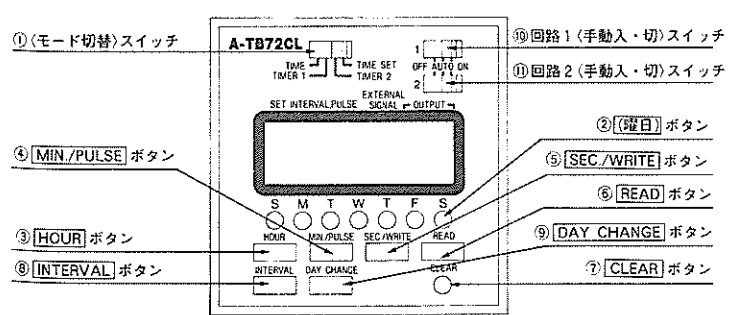 ①〈モード切替〉スイッチ
A-TB72CL
TIME
TIMER 1
TIME SET
TIMER 2
1
OFF AUTO ON
2
⑩回路1〈手動入・切〉スイッチ
⑪回路2〈手動入・切〉スイッチ
SET INTERVAL,PULSE
EXTERNAL SIGNAL
OUTPUT
②(曜日) ボタン
④ MIN./PULSE ボタン
⑤ SEC./WRITE ボタン
⑥ READ ボタン
S M T W T F S
HOUR MIN./PULSE SEC./WRITE READ
③ HOUR ボタン
⑨ DAY CHANGE ボタン
⑧ INTERVAL ボタン
INTERVAL DAY CHANGE CLEAR
⑦ CLEAR ボタン